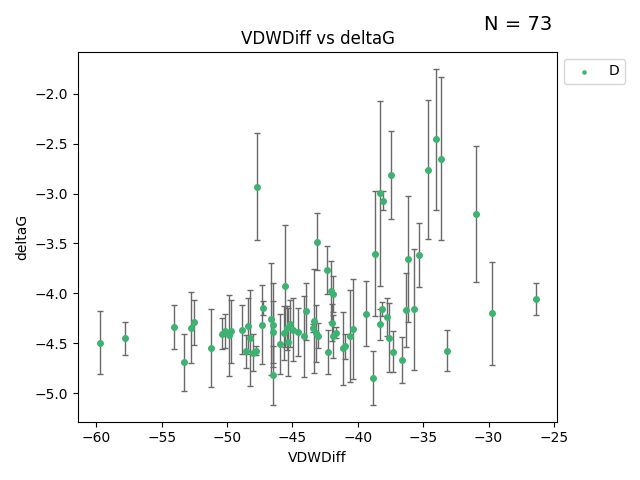 N = 73
VDWDiff vs deltaG
D
deltaG
−2.0
−2.5
−3.0
−3.5
−4.0
−4.5
−5.0
−60 −55 −50 −45 −40 −35 −30 −25
VDWDiff